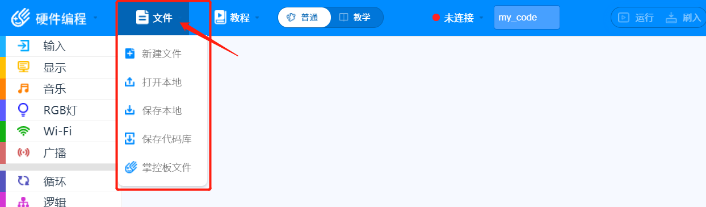 硬件编程 文件 教程 普通 教学 未连接 my_code 运行 刷入
输入 新建文件
显示 打开本地
音乐 保存本地
RGB灯 保存代码库
Wi-Fi 掌控板文件
广播
循环
逻辑